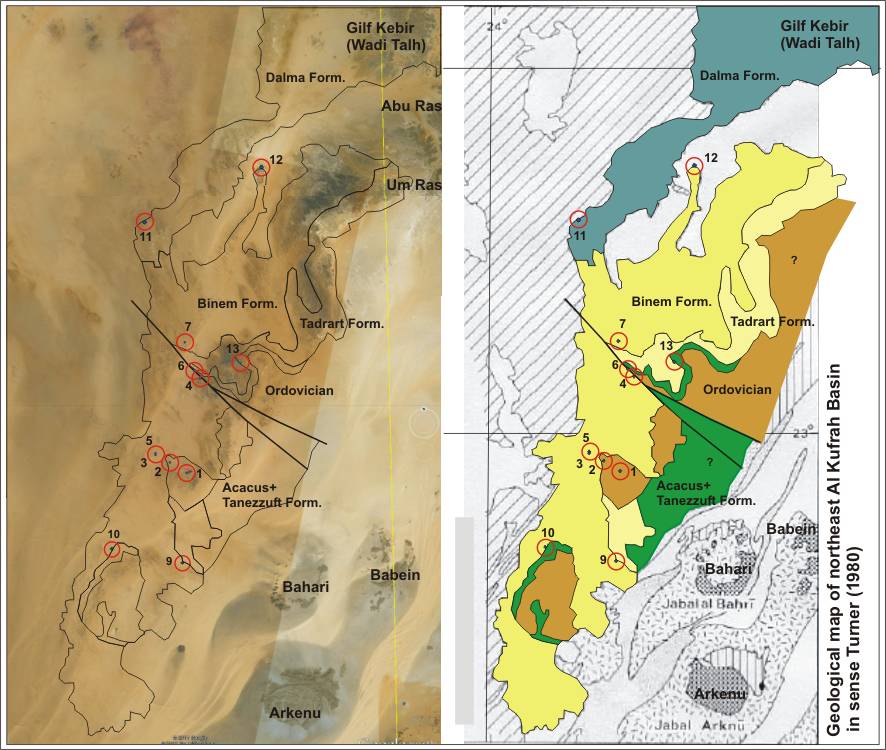 Gilf Kebir
(Wadi Talh)
Dalma Form.
Abu Ras
12
Um Ras
11
Binem Form.
Tadrart Form.
7
13
6
4
Ordovician
5
3
2
1
Acacus+
Tanezzuft Form.
10
9
Bahari
Babein
Arkenu
24°
Gilf Kebir
(Wadi Talh)
Dalma Form.
12
11
?
Binem Form.
7
Tadrart Form.
13
6
4
Ordovician
23°
5
3
2
1
?
Acacus+
Tanezzuft Form.
10
9
Babein
Bahari
Jabal al Bahri
Arkenu
Jabal Arknu
Geological map of northeast Al Kufrah Basin
in sense Turner (1980)